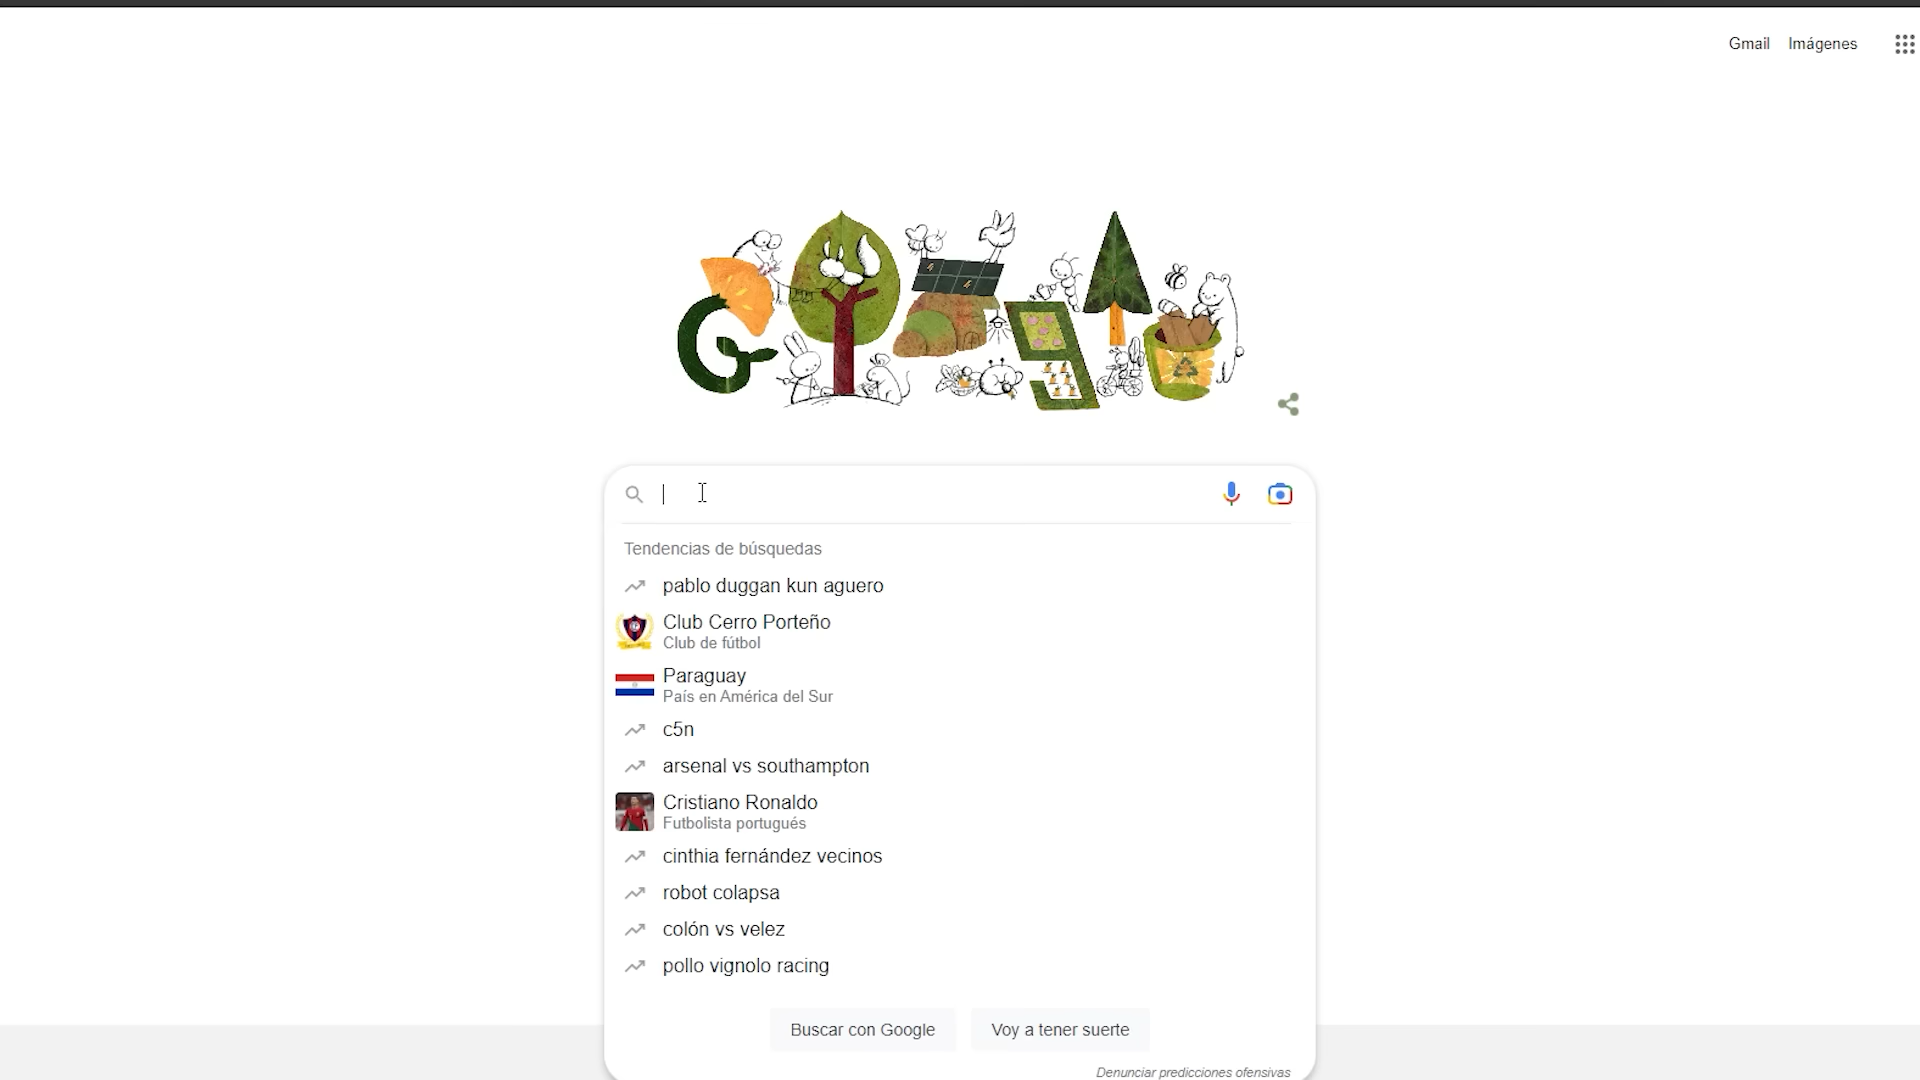 Gmail Imágenes
Tendencias de búsquedas
pablo duggan kun aguero
Club Cerro Porteño
Club de fútbol
Paraguay
País en América del Sur
c5n
arsenal vs southampton
Cristiano Ronaldo
Futbolista portugués
cinthia fernández vecinos
robot colapsa
colón vs velez
pollo vignolo racing
Buscar con Google Voy a tener suerte
Denunciar predicciones ofensivas